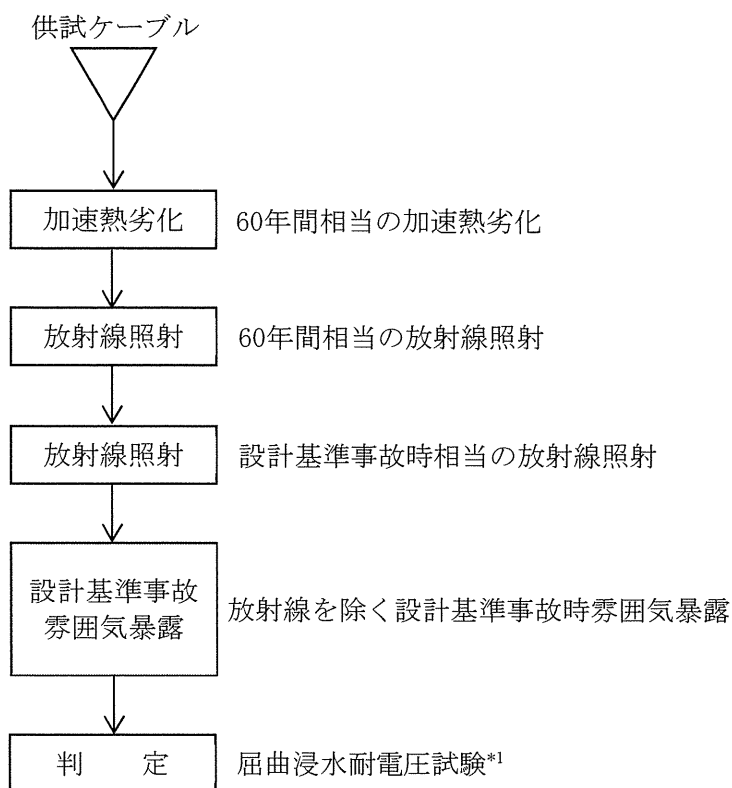 供試ケーブル
加速熱劣化 60年間相当の加速熱劣化
放射線照射 60年間相当の放射線照射
放射線照射 設計基準事故時相当の放射線照射
設計基準事故
雰囲気暴露
放射線を除く設計基準事故時雰囲気暴露
判 定 屈曲浸水耐電圧試験*1